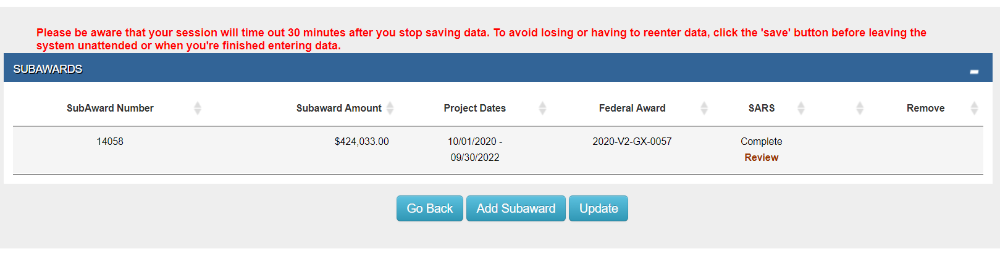 Please be aware that your session will time out 30 minutes after you stop saving data. To avoid losing or having to reenter data, click the 'save' button before leaving the
system unattended or when you're finished entering data.
SUBAWARDS
SubAward Number Subaward Amount Project Dates Federal Award SARS Remove
14058 $424,033.00 10/01/2020 - 2020-V2-GX-0057 Complete
09/30/2022 Review
Go Back Add Subaward Update